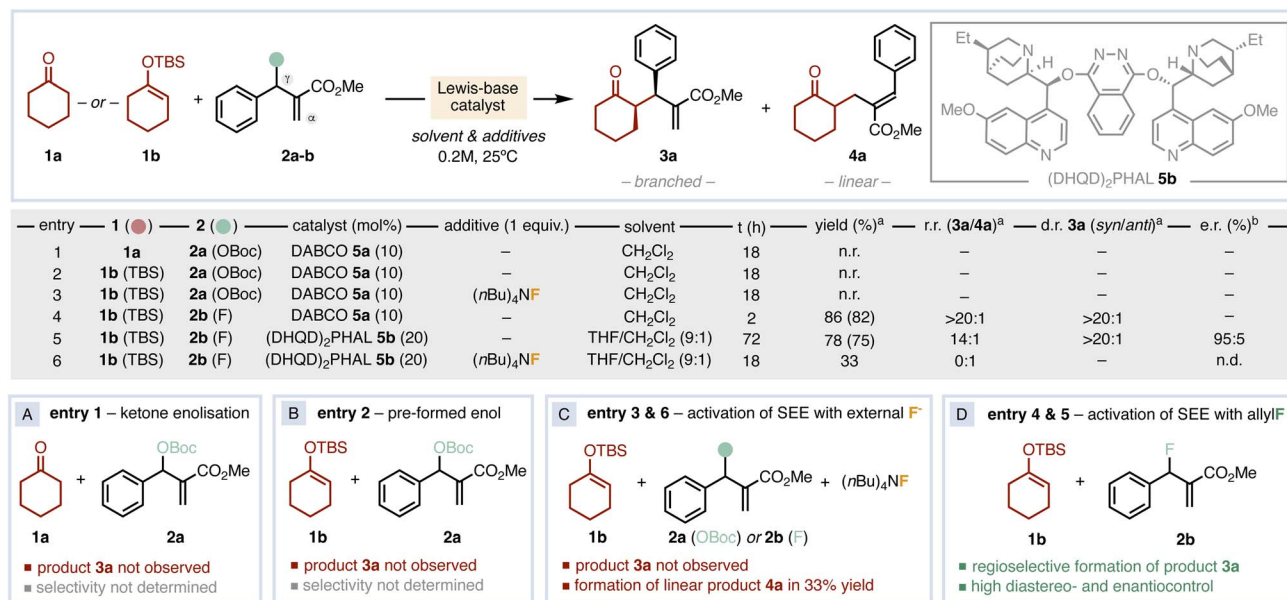 O
OTBS
– or –
+
γ
CO2Me
α
1a
1b
2a-b
Lewis-base
catalyst
solvent & additives
0.2M, 25ºC
O
CO2Me
3a
– branched –
+
O
CO2Me
4a
– linear –
Et
N
H
N
N
O
O
H
N
Et
MeO
N
N
OMe
(DHQD)2PHAL 5b
entry 1 ( ) 2 ( ) catalyst (mol%) additive (1 equiv.) solvent t (h) yield (%)a r.r. (3a/4a)a d.r. 3a (syn/anti)a e.r. (%)b
1 1a 2a (OBoc) DABCO 5a (10) – CH2Cl2 18 n.r. – – –
2 1b (TBS) 2a (OBoc) DABCO 5a (10) – CH2Cl2 18 n.r. – – –
3 1b (TBS) 2a (OBoc) DABCO 5a (10) (nBu)4NF CH2Cl2 18 n.r. – – –
4 1b (TBS) 2b (F) DABCO 5a (10) – CH2Cl2 2 86 (82) >20:1 >20:1 –
5 1b (TBS) 2b (F) (DHQD)2PHAL 5b (20) – THF/CH2Cl2 (9:1) 72 78 (75) 14:1 >20:1 95:5
6 1b (TBS) 2b (F) (DHQD)2PHAL 5b (20) (nBu)4NF THF/CH2Cl2 (9:1) 18 33 0:1 – n.d.
A entry 1 – ketone enolisation
O
+
OBoc
CO2Me
1a
2a
product 3a not observed
selectivity not determined
B entry 2 – pre-formed enol
OTBS
+
OBoc
CO2Me
1b
2a
product 3a not observed
selectivity not determined
C entry 3 & 6 – activation of SEE with external F-
OTBS
+
CO2Me + (nBu)4NF
1b
2a (OBoc) or 2b (F)
product 3a not observed
formation of linear product 4a in 33% yield
D entry 4 & 5 – activation of SEE with allylF
OTBS
+
F
CO2Me
1b
2b
regioselective formation of product 3a
high diastereo- and enantiocontrol